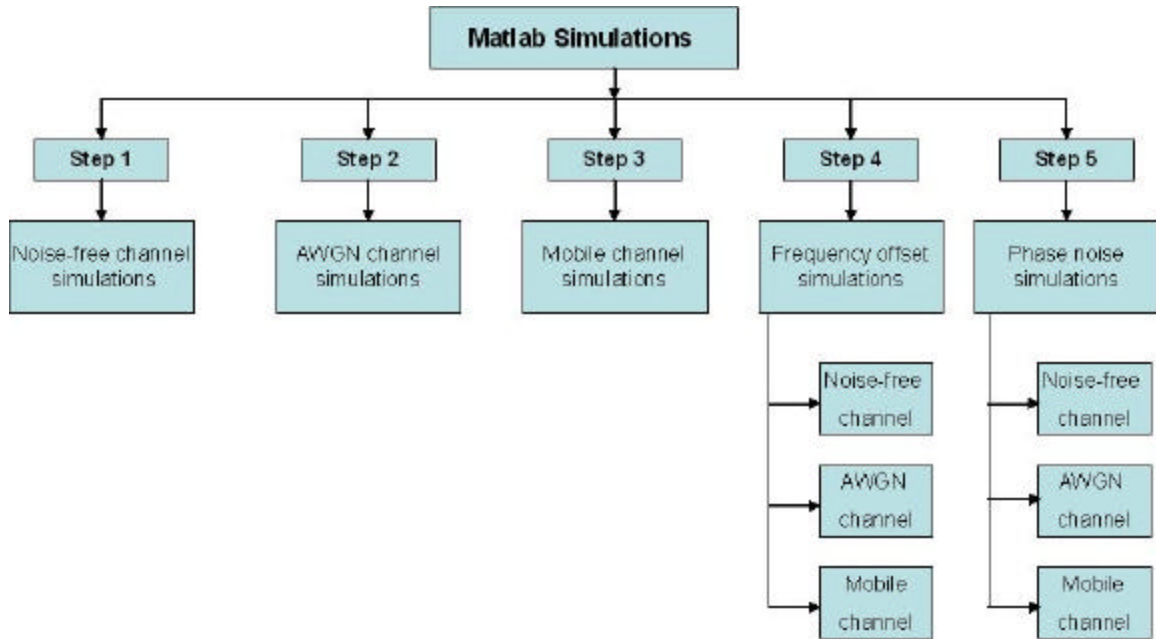 Matlab Simulations
Step 1
Step 2
Step 3
Step 4
Step 5
Noise-free channel
simulations
AWGN channel
simulations
Mobile channel
simulations
Frequency offset
simulations
Phase noise
simulations
Noise-free
channel
AWGN
channel
Mobile
channel
Noise-free
channel
AWGN
channel
Mobile
channel